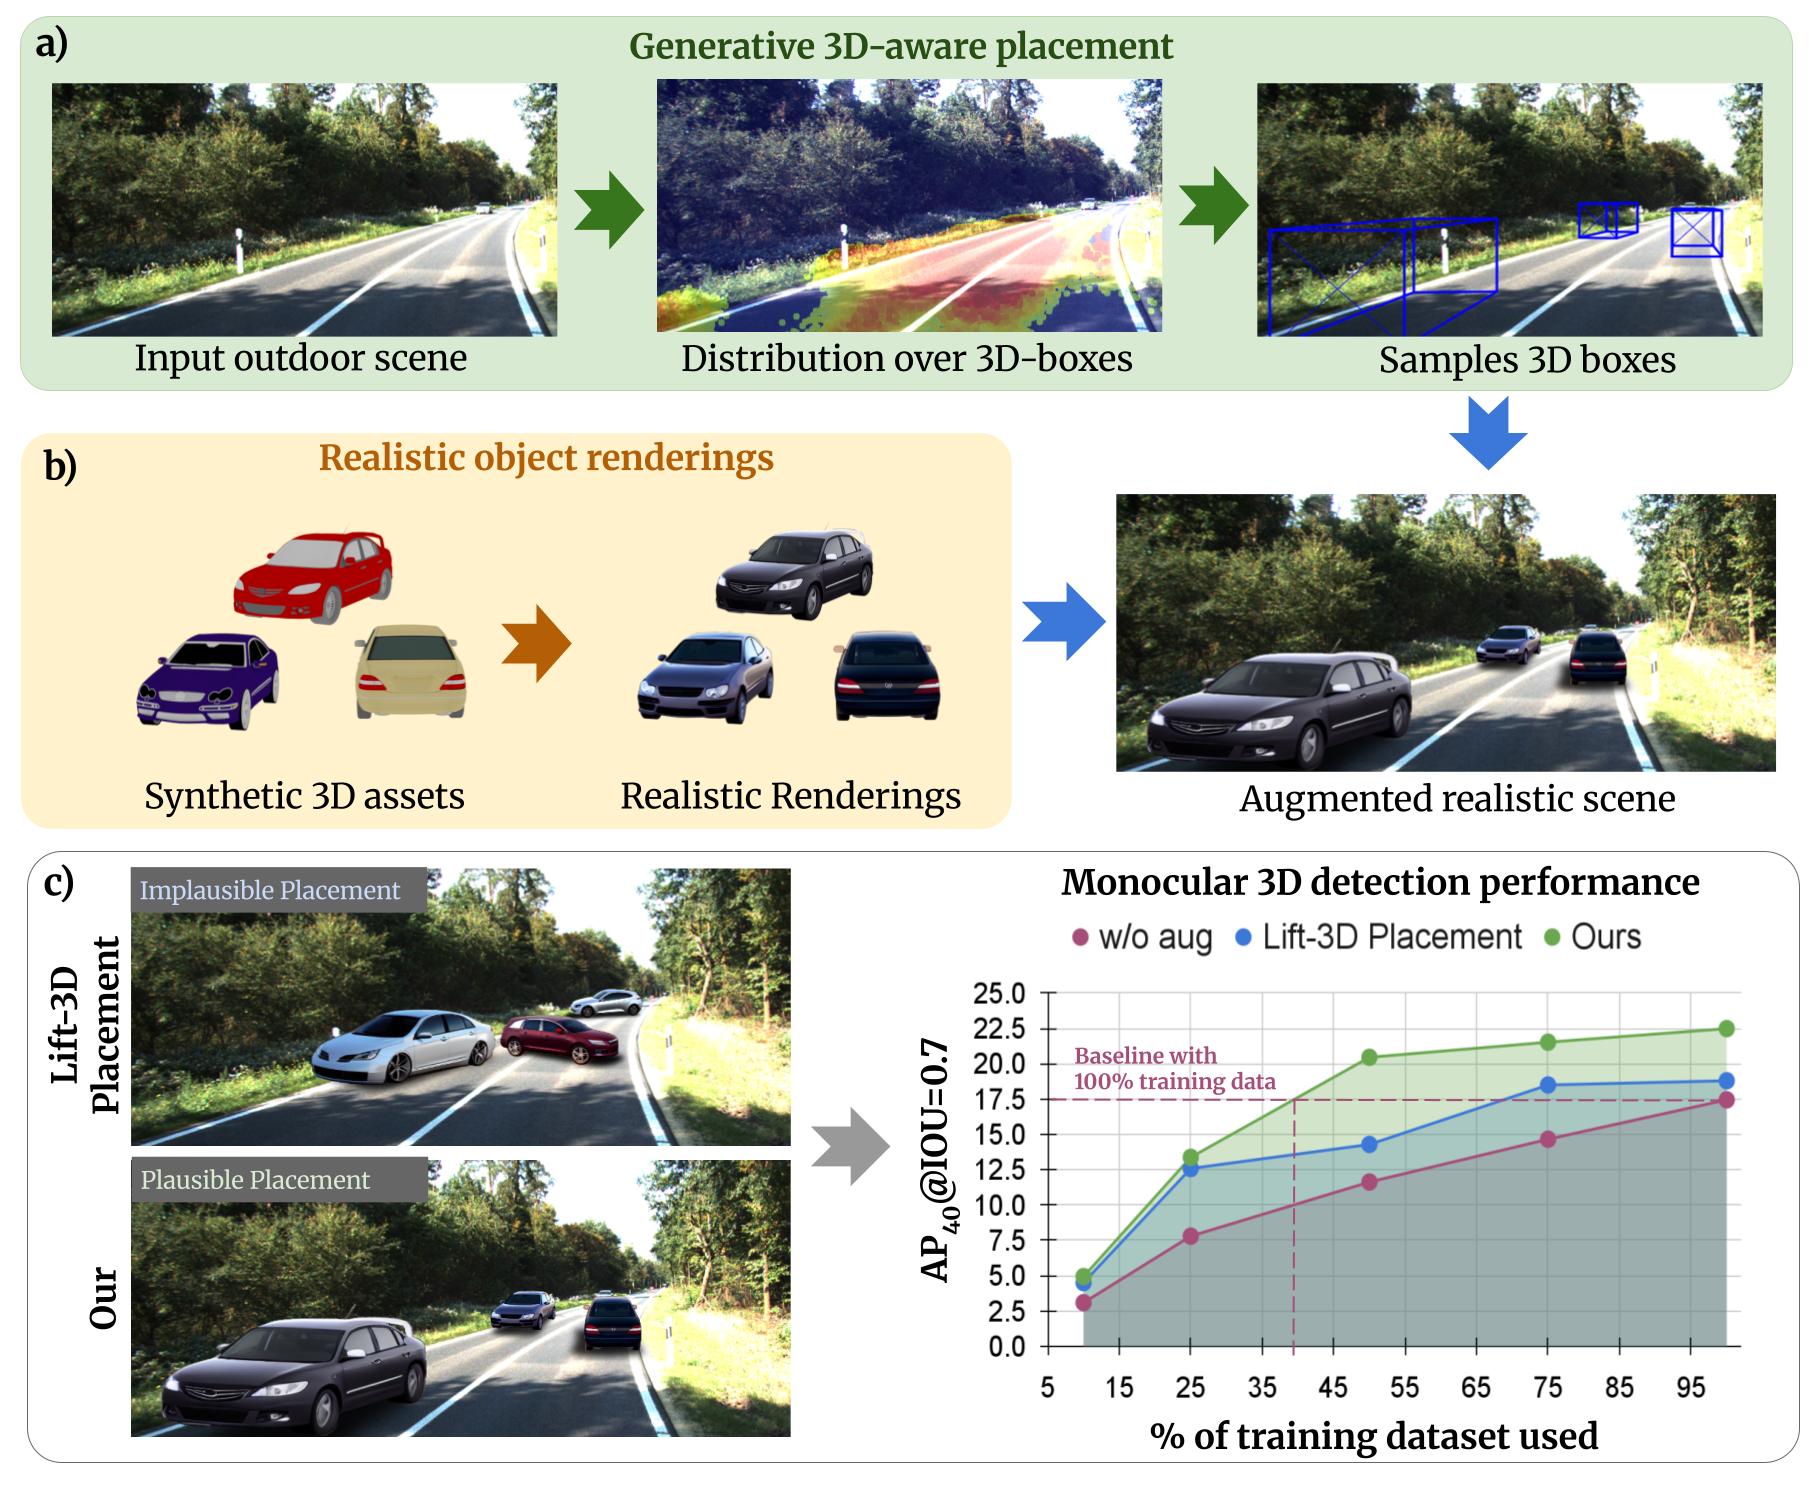 a)
Generative 3D-aware placement
Input outdoor scene
Distribution over 3D-boxes
Samples 3D boxes
b)
Realistic object renderings
Synthetic 3D assets
Realistic Renderings
Augmented realistic scene
c)
Lift-3D
Placement
Implausible Placement
Our
Plausible Placement
Monocular 3D detection performance
w/o aug Lift-3D Placement Ours
AP40@IOU=0.7
25.0
22.5
20.0
17.5
15.0
12.5
10.0
7.5
5.0
2.5
0.0
Baseline with
100% training data
5 15 25 35 45 55 65 75 85 95
% of training dataset used